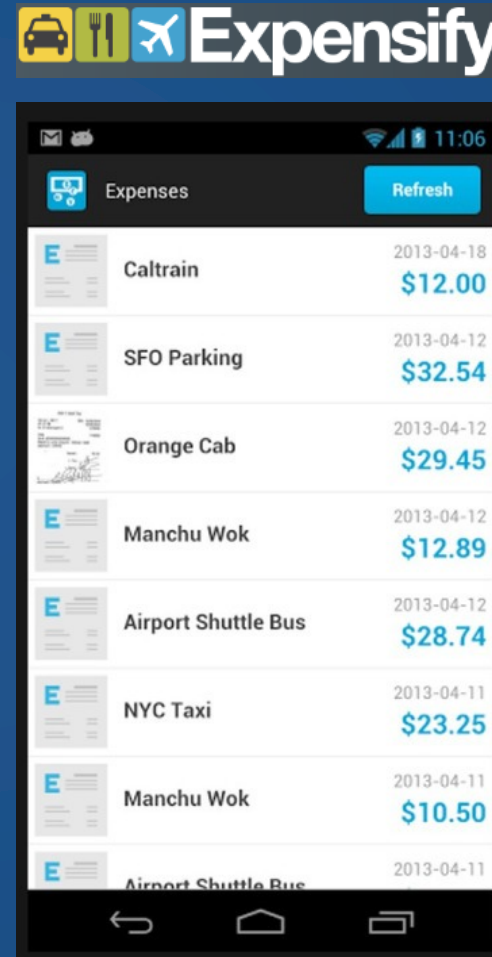 Expensify
11:06
Expenses
Refresh
2013-04-18
Caltrain
$12.00
2013-04-12
SFO Parking
$32.54
2013-04-12
Orange Cab
$29.45
2013-04-12
Manchu Wok
$12.89
2013-04-12
Airport Shuttle Bus
$28.74
2013-04-11
NYC Taxi
$23.25
2013-04-11
Manchu Wok
$10.50
2013-04-11
Airport Shuttle Bus